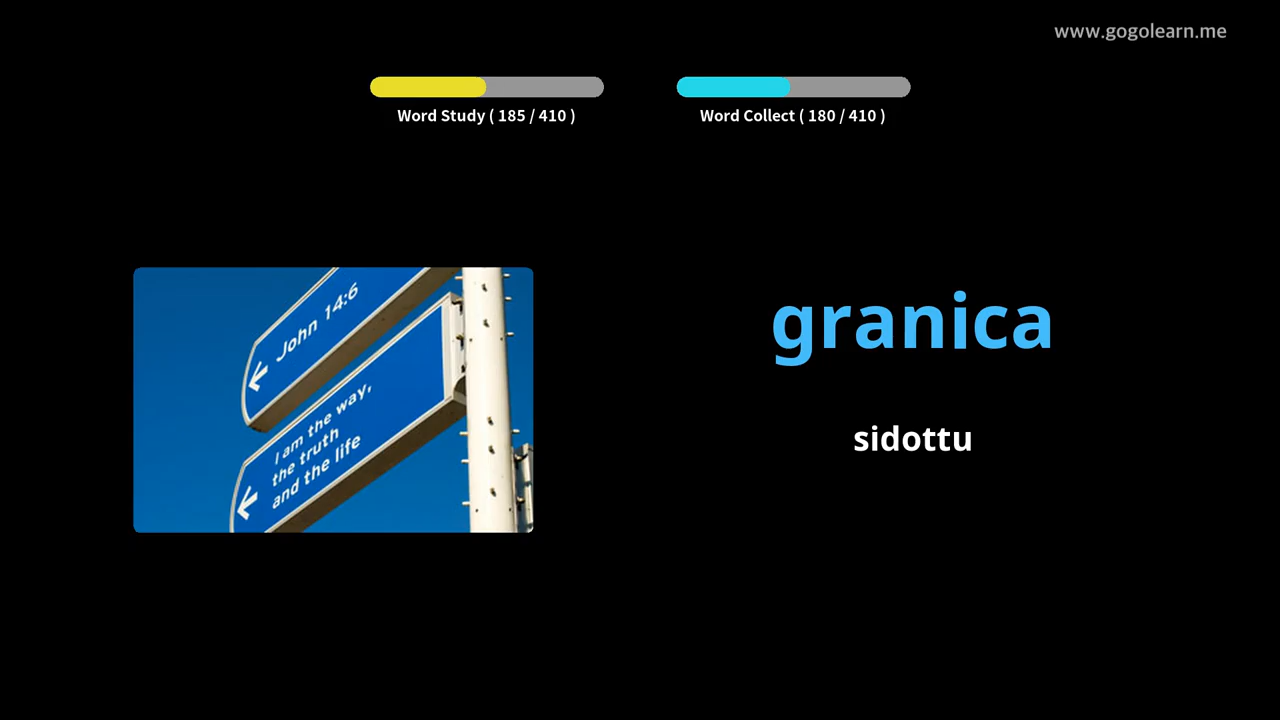 www.gogolearn.me
Word Study ( 185 / 410 )
Word Collect ( 180 / 410 )
John 14:6
I am the way,
the truth
and the life
granica
sidottu